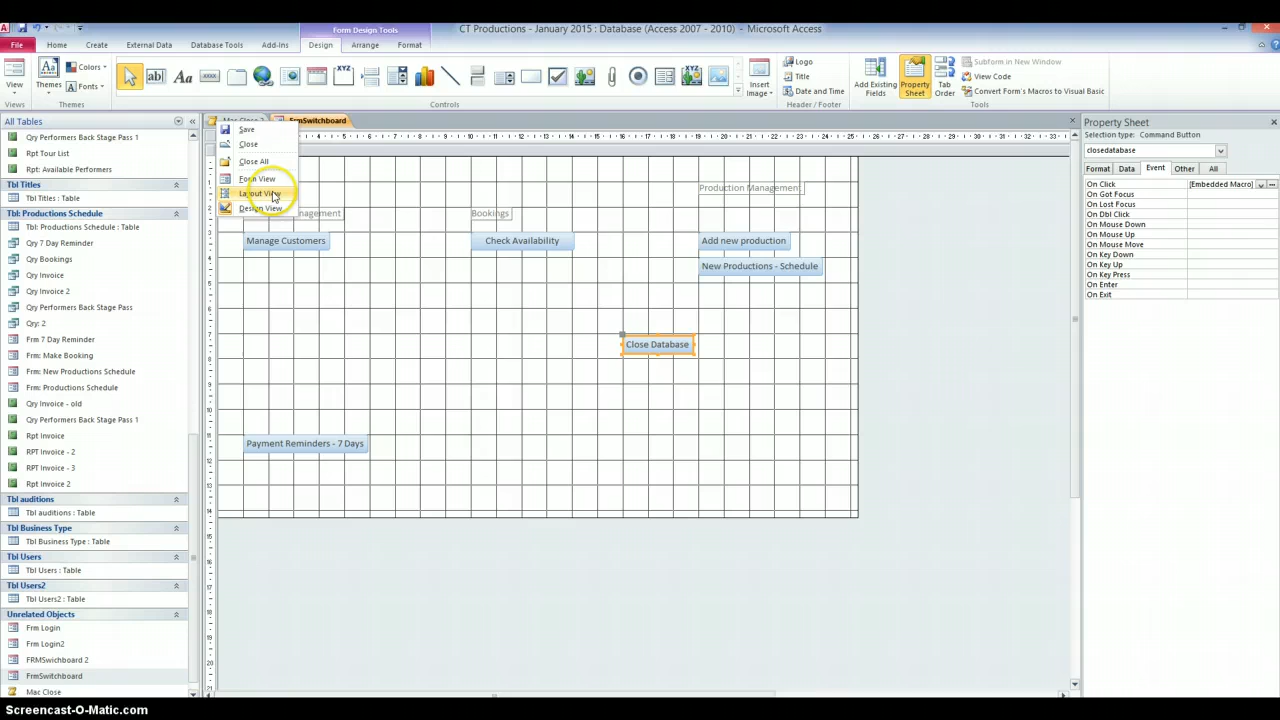 Form Design Tools
CT Productions - January 2015 : Database (Access 2007 - 2010) - Microsoft Access
File Home Create External Data Database Tools Add-Ins Design Arrange Format
View
Views
Themes
Colors
Fonts
Themes
Aa
ab|
XYZ
XYZ
Controls
Insert Image
Logo
Title
Date and Time
Header / Footer
Add Existing Fields
Property Sheet
Tab Order
Subform in New Window
View Code
Convert Form's Macros to Visual Basic
Tools
All Tables
Qry Performers Back Stage Pass 1
Rpt Tour List
Rpt: Available Performers
Tbl Titles
Tbl Titles : Table
Tbl: Productions Schedule
Tbl: Productions Schedule : Table
Qry 7 Day Reminder
Qry Bookings
Qry Invoice
Qry Invoice 2
Qry Performers Back Stage Pass
Qry: 2
Frm 7 Day Reminder
Frm: Make Booking
Frm: New Productions Schedule
Frm: Productions Schedule
Qry Invoice - old
Qry Performers Back Stage Pass 1
Rpt Invoice
RPT Invoice - 2
RPT Invoice - 3
Rpt Invoice 2
Tbl auditions
Tbl auditions : Table
Tbl Business Type
Tbl Business Type : Table
Tbl Users
Tbl Users : Table
Tbl Users2
Tbl Users2 : Table
Unrelated Objects
Frm Login
Frm Login2
FRMSwichboard 2
FrmSwitchboard
Mac Close
FrmSwitchboard
Save
Close
Close All
Form View
Layout View
Design View
Bookings
Production Management
Manage Customers
Check Availability
Add new production
New Productions - Schedule
Close Database
Payment Reminders - 7 Days
Property Sheet
Selection type: Command Button
closedatabase
Format Data Event Other All
On Click [Embedded Macro]
On Got Focus
On Lost Focus
On Dbl Click
On Mouse Down
On Mouse Up
On Mouse Move
On Key Down
On Key Up
On Key Press
On Enter
On Exit
Screencast-O-Matic.com